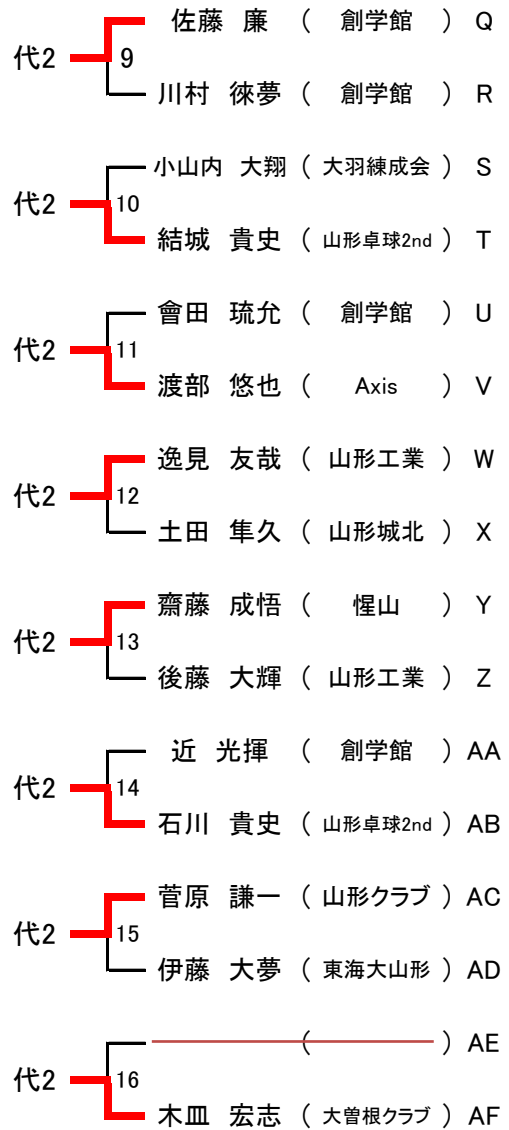 佐藤 廉 ( 創学館 ) Q
代2 9
川村 徠夢 ( 創学館 ) R
小山内 大翔 ( 大羽練成会 ) S
代2 10
結城 貴史 ( 山形卓球2nd ) T
會田 琉允 ( 創学館 ) U
代2 11
渡部 悠也 ( Axis ) V
逸見 友哉 ( 山形工業 ) W
代2 12
土田 隼久 ( 山形城北 ) X
齋藤 成悟 ( 惺山 ) Y
代2 13
後藤 大輝 ( 山形工業 ) Z
近 光揮 ( 創学館 ) AA
代2 14
石川 貴史 ( 山形卓球2nd ) AB
菅原 謙一 ( 山形クラブ ) AC
代2 15
伊藤 大夢 ( 東海大山形 ) AD
( ) AE
代2 16
木皿 宏志 ( 大曽根クラブ ) AF